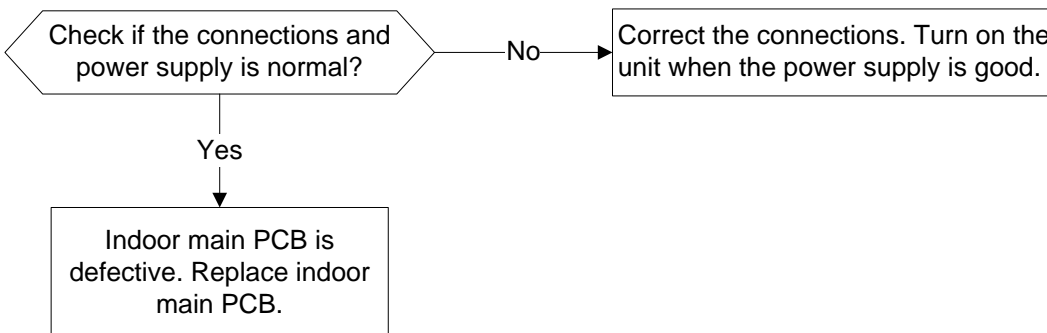 Check if the connections and
power supply is normal?
No
Correct the connections. Turn on the
unit when the power supply is good.
Yes
Indoor main PCB is
defective. Replace indoor
main PCB.